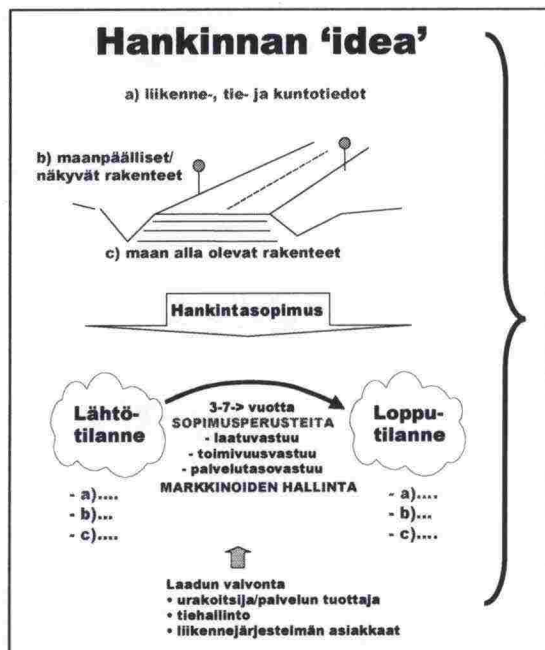 Hankinnan 'idea'
a) liikenne-, tie- ja kuntotiedot
b) maanpäälliset/
näkyvät rakenteet
c) maan alla olevat rakenteet
Hankintasopimus
Lähtö-
tilanne
3-7-> vuotta
SOPIMUSPERUSTEITA
- laatuvastuu
- toimivuusvastuu
- palvelutasovastuu
MARKKINOIDEN HALLINTA
Loppu-
tilanne
- a)....
- b)...
- c)....
- a)....
- b)...
- c)....
Laadun valvonta
• urakoitsija/palvelun tuottaja
• tiehallinto
• liikennejärjestelmän asiakkaat